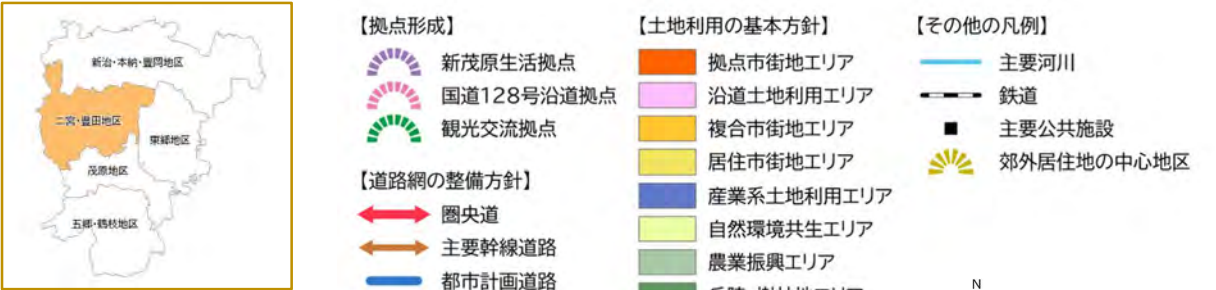 新治・本納・豊岡地区
二宮・豊田地区
東郷地区
茂原地区
五郷・鶴枝地区
【拠点形成】
新茂原生活拠点
国道128号沿道拠点
観光交流拠点
【道路網の整備方針】
圏央道
主要幹線道路
都市計画道路
【土地利用の基本方針】
拠点市街地エリア
沿道土地利用エリア
複合市街地エリア
居住市街地エリア
産業系土地利用エリア
自然環境共生エリア
農業振興エリア
【その他の凡例】
主要河川
鉄道
主要公共施設
郊外居住地の中心地区
N